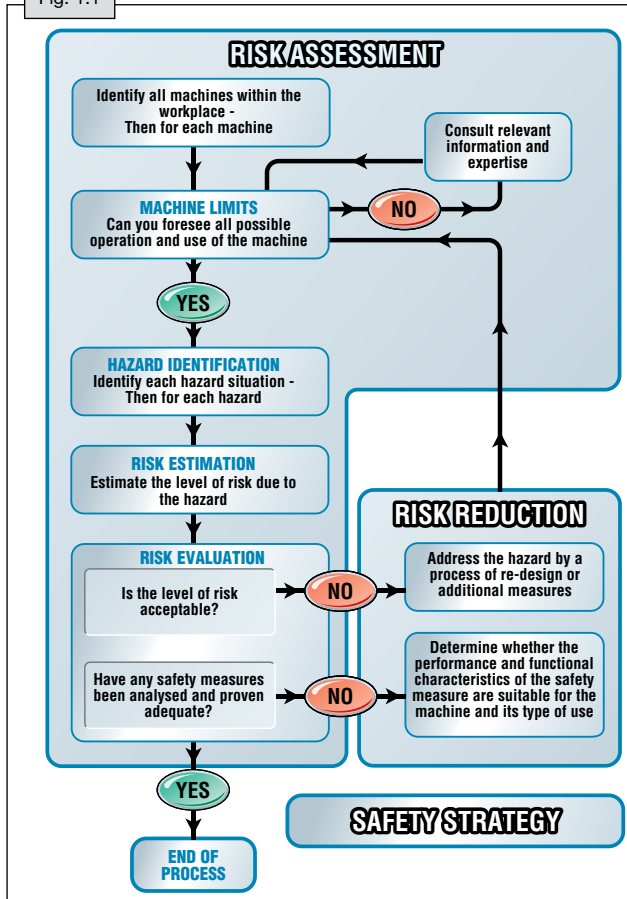 Fig. 1.1
RISK ASSESSMENT
Identify all machines within the
workplace -
Then for each machine
Consult relevant
information and
expertise
MACHINE LIMITS
Can you foresee all possible
operation and use of the machine
NO
YES
HAZARD IDENTIFICATION
Identify each hazard situation -
Then for each hazard
RISK ESTIMATION
Estimate the level of risk due to
the hazard
RISK REDUCTION
RISK EVALUATION
Is the level of risk
acceptable?
NO
Address the hazard by a
process of re-design or
additional measures
Have any safety measures
been analysed and proven
adequate?
NO
Determine whether the
performance and functional
characteristics of the safety
measure are suitable for the
machine and its type of use
YES
SAFETY STRATEGY
END OF
PROCESS